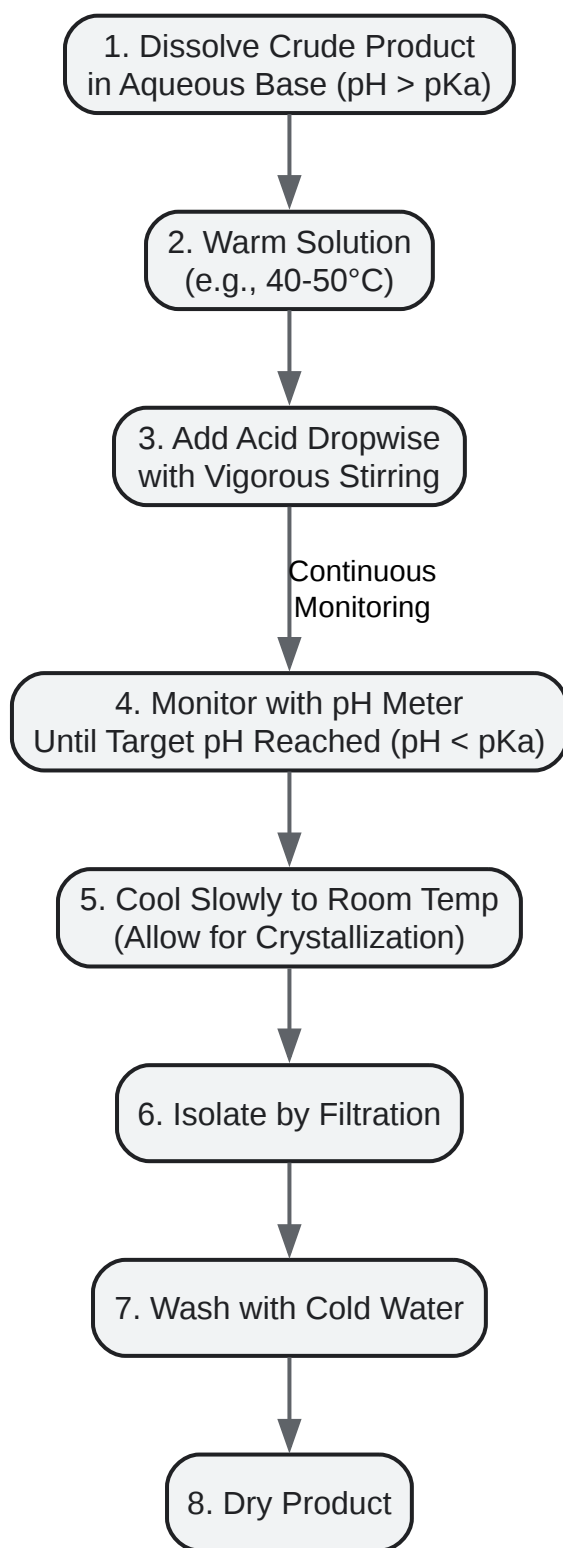 1. Dissolve Crude Product
in Aqueous Base (pH > pKa)
2. Warm Solution
(e.g., 40-50°C)
3. Add Acid Dropwise
with Vigorous Stirring
Continuous
Monitoring
4. Monitor with pH Meter
Until Target pH Reached (pH < pKa)
5. Cool Slowly to Room Temp
(Allow for Crystallization)
6. Isolate by Filtration
7. Wash with Cold Water
8. Dry Product